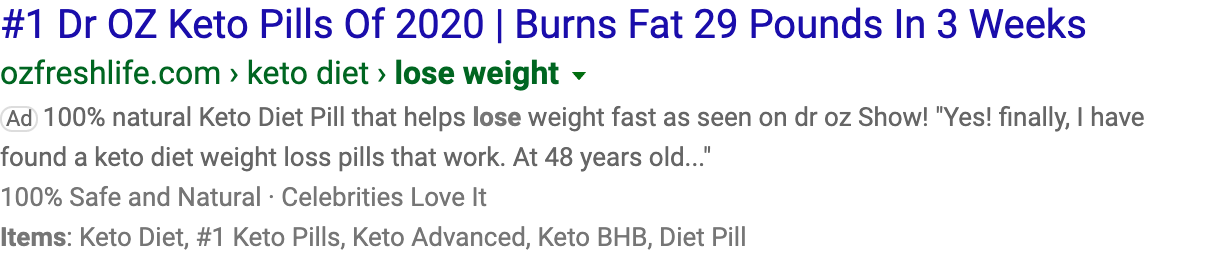 #1 Dr OZ Keto Pills Of 2020 | Burns Fat 29 Pounds In 3 Weeks
ozfreshlife.com › keto diet › lose weight
Ad 100% natural Keto Diet Pill that helps lose weight fast as seen on dr oz Show! "Yes! finally, I have
found a keto diet weight loss pills that work. At 48 years old..."
100% Safe and Natural · Celebrities Love It
Items: Keto Diet, #1 Keto Pills, Keto Advanced, Keto BHB, Diet Pill